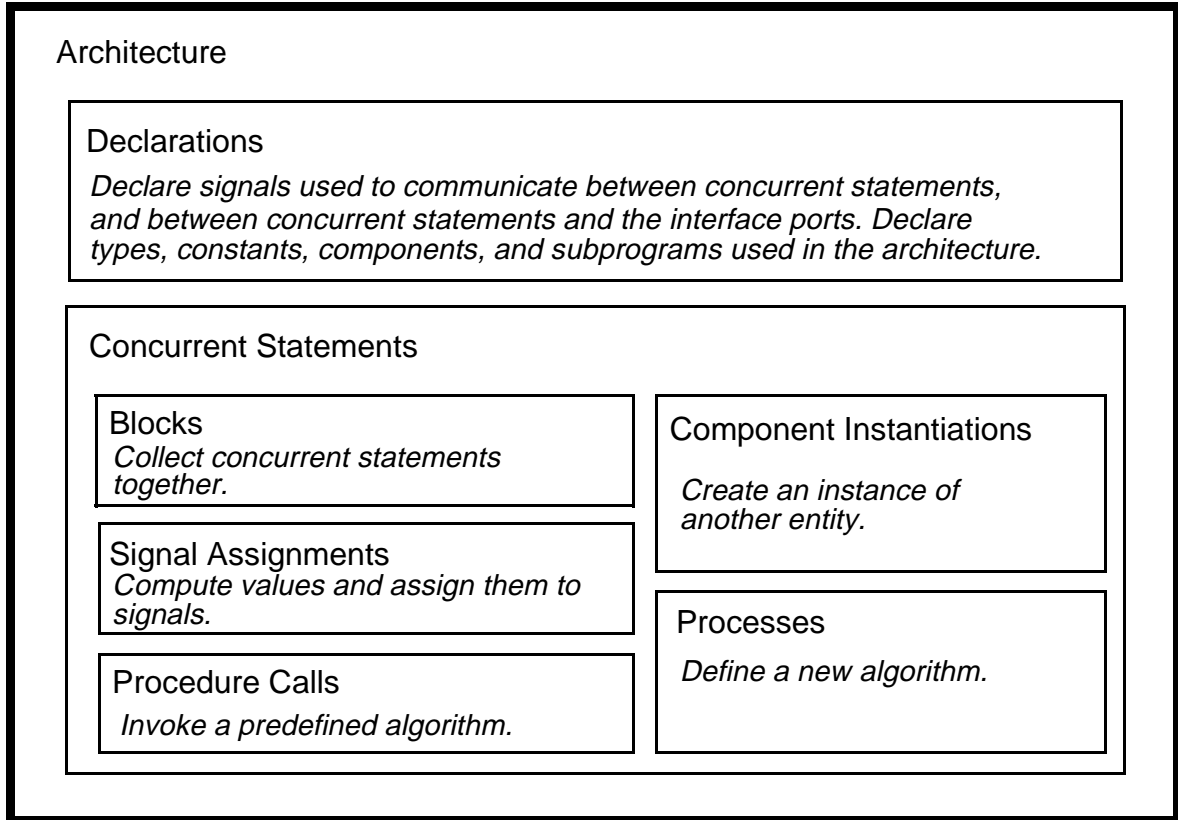 Architecture
Declarations
Declare signals used to communicate between concurrent statements,
and between concurrent statements and the interface ports. Declare
types, constants, components, and subprograms used in the architecture.
Concurrent Statements
Blocks
Collect concurrent statements
together.
Signal Assignments
Compute values and assign them to
signals.
Procedure Calls
Invoke a predefined algorithm.
Component Instantiations
Create an instance of
another entity.
Processes
Define a new algorithm.